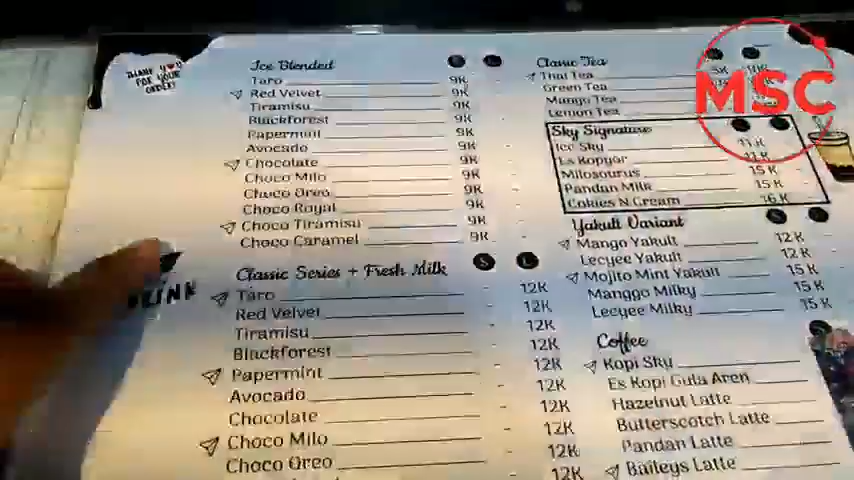 THANK YOU
FOR YOUR
ORDER!
Ice Blended
Taro 9K
Red Velvet 9K
Tiramisu 9K
Blackforest 9K
Papermint 9K
Avocado 9K
Chocolate 9K
Choco Milo 9K
Choco Oreo 9K
Choco Royal 9K
Choco Tiramisu 9K
Choco Caramel 9K
DRINK
Classic Series + Fresh Milk S L
Taro - 12K
Red Velvet - 12K
Tiramisu - 12K
Blackforest - 12K
Papermint - 12K
Avocado - 12K
Chocolate - 12K
Choco Milo - 12K
Choco Oreo - 12K
Classic Tea
Thai Tea
Green Tea
Mango Tea
Lemon Tea
MSC
Sky Signature
Ice Sky
Es Kopyor
Milosaurus 15 K
Pandan Milk 15 K
Cokies N Cream 16 K
Yakult Variant
Mango Yakult 12 K
Lecyee Yakult 12 K
Mojito Mint Yakult 15 K
Manggo Milky 15 K
Lecyee Milky 15 K
Coffee
Kopi Sky
Es Kopi Gula Aren
Hazelnut Latte
Butterscotch Latte
Pandan Latte
Baileys Latte